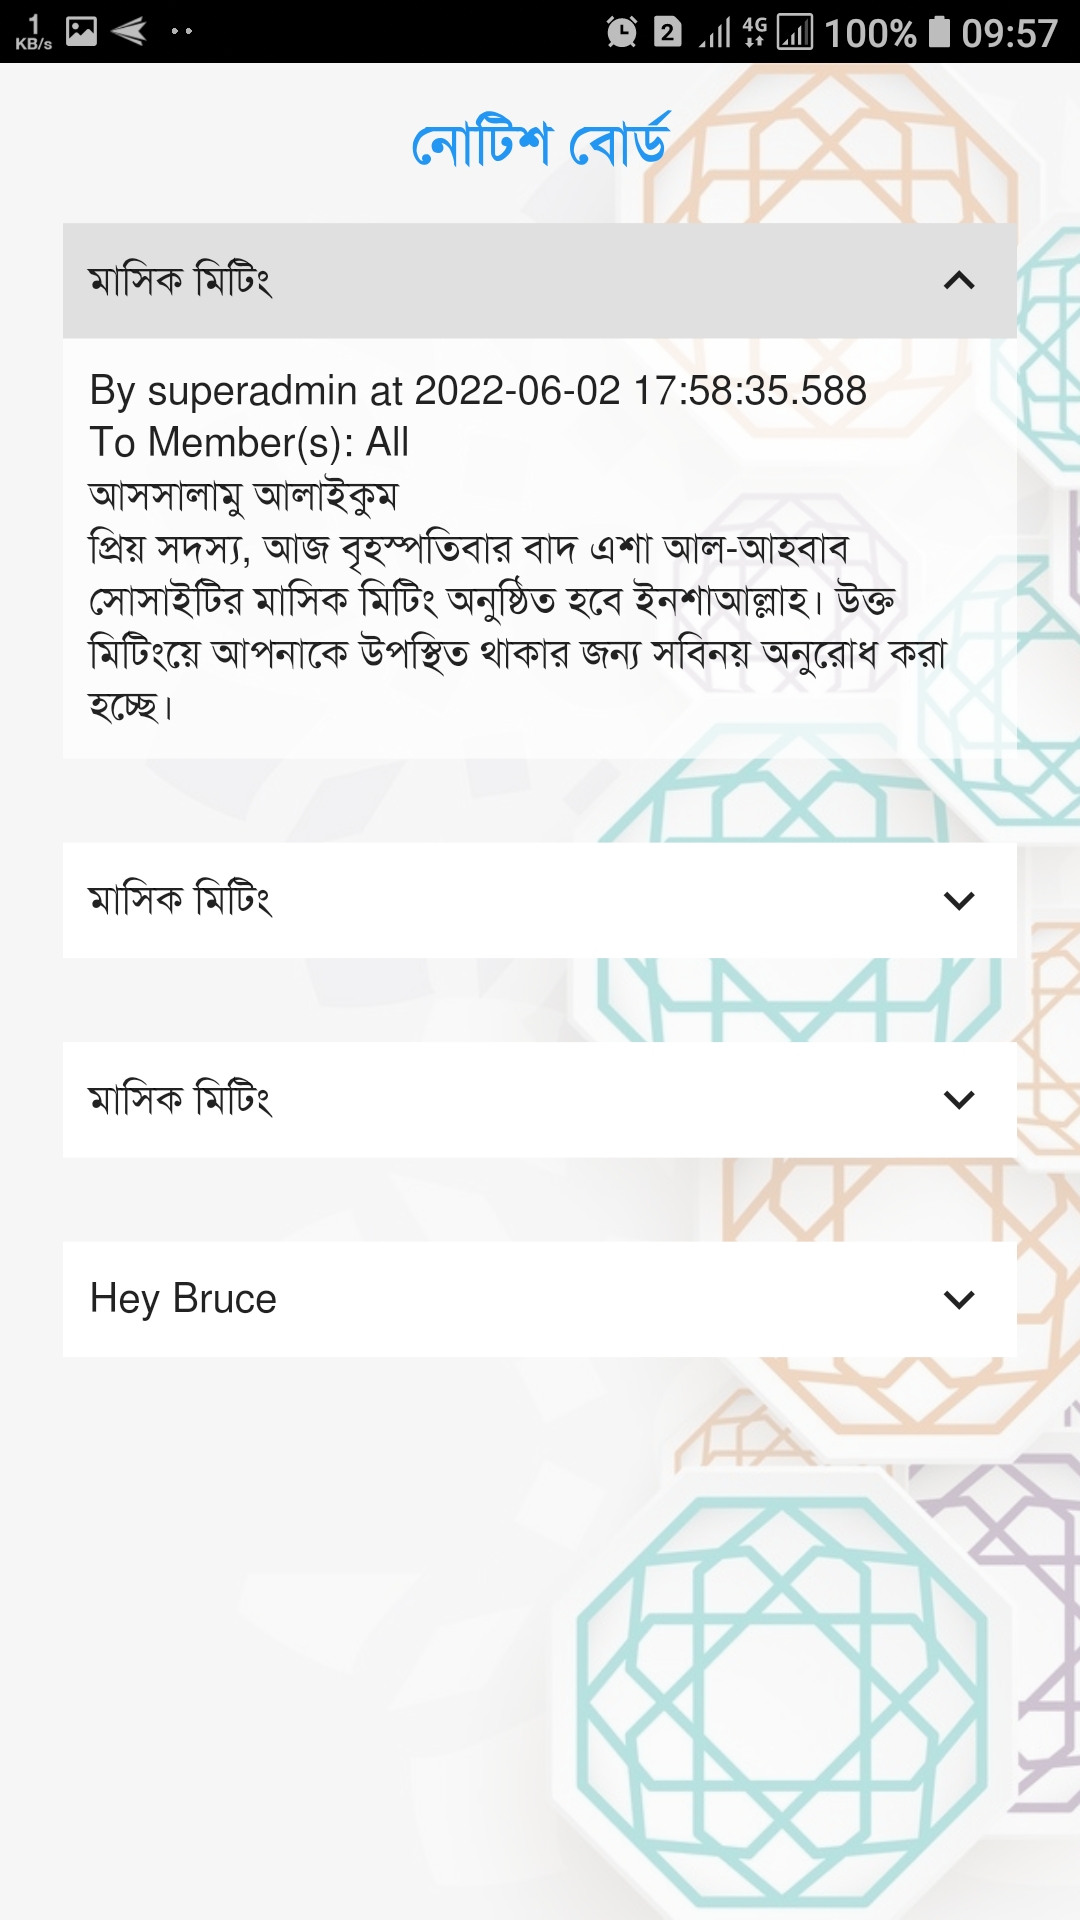 1
KB/s
2
4G
100%
09:57
নোটিশ বোর্ড
মাসিক মিটিং
By superadmin at 2022-06-02 17:58:35.588
To Member(s): All
আসসালামু আলাইকুম
প্রিয় সদস্য, আজ বৃহস্পতিবার বাদ এশা আল-আহবাব
সোসাইটির মাসিক মিটিং অনুষ্ঠিত হবে ইনশাআল্লাহ। উক্ত
মিটিংয়ে আপনাকে উপস্থিত থাকার জন্য সবিনয় অনুরোধ করা
হচ্ছে।
মাসিক মিটিং
মাসিক মিটিং
Hey Bruce